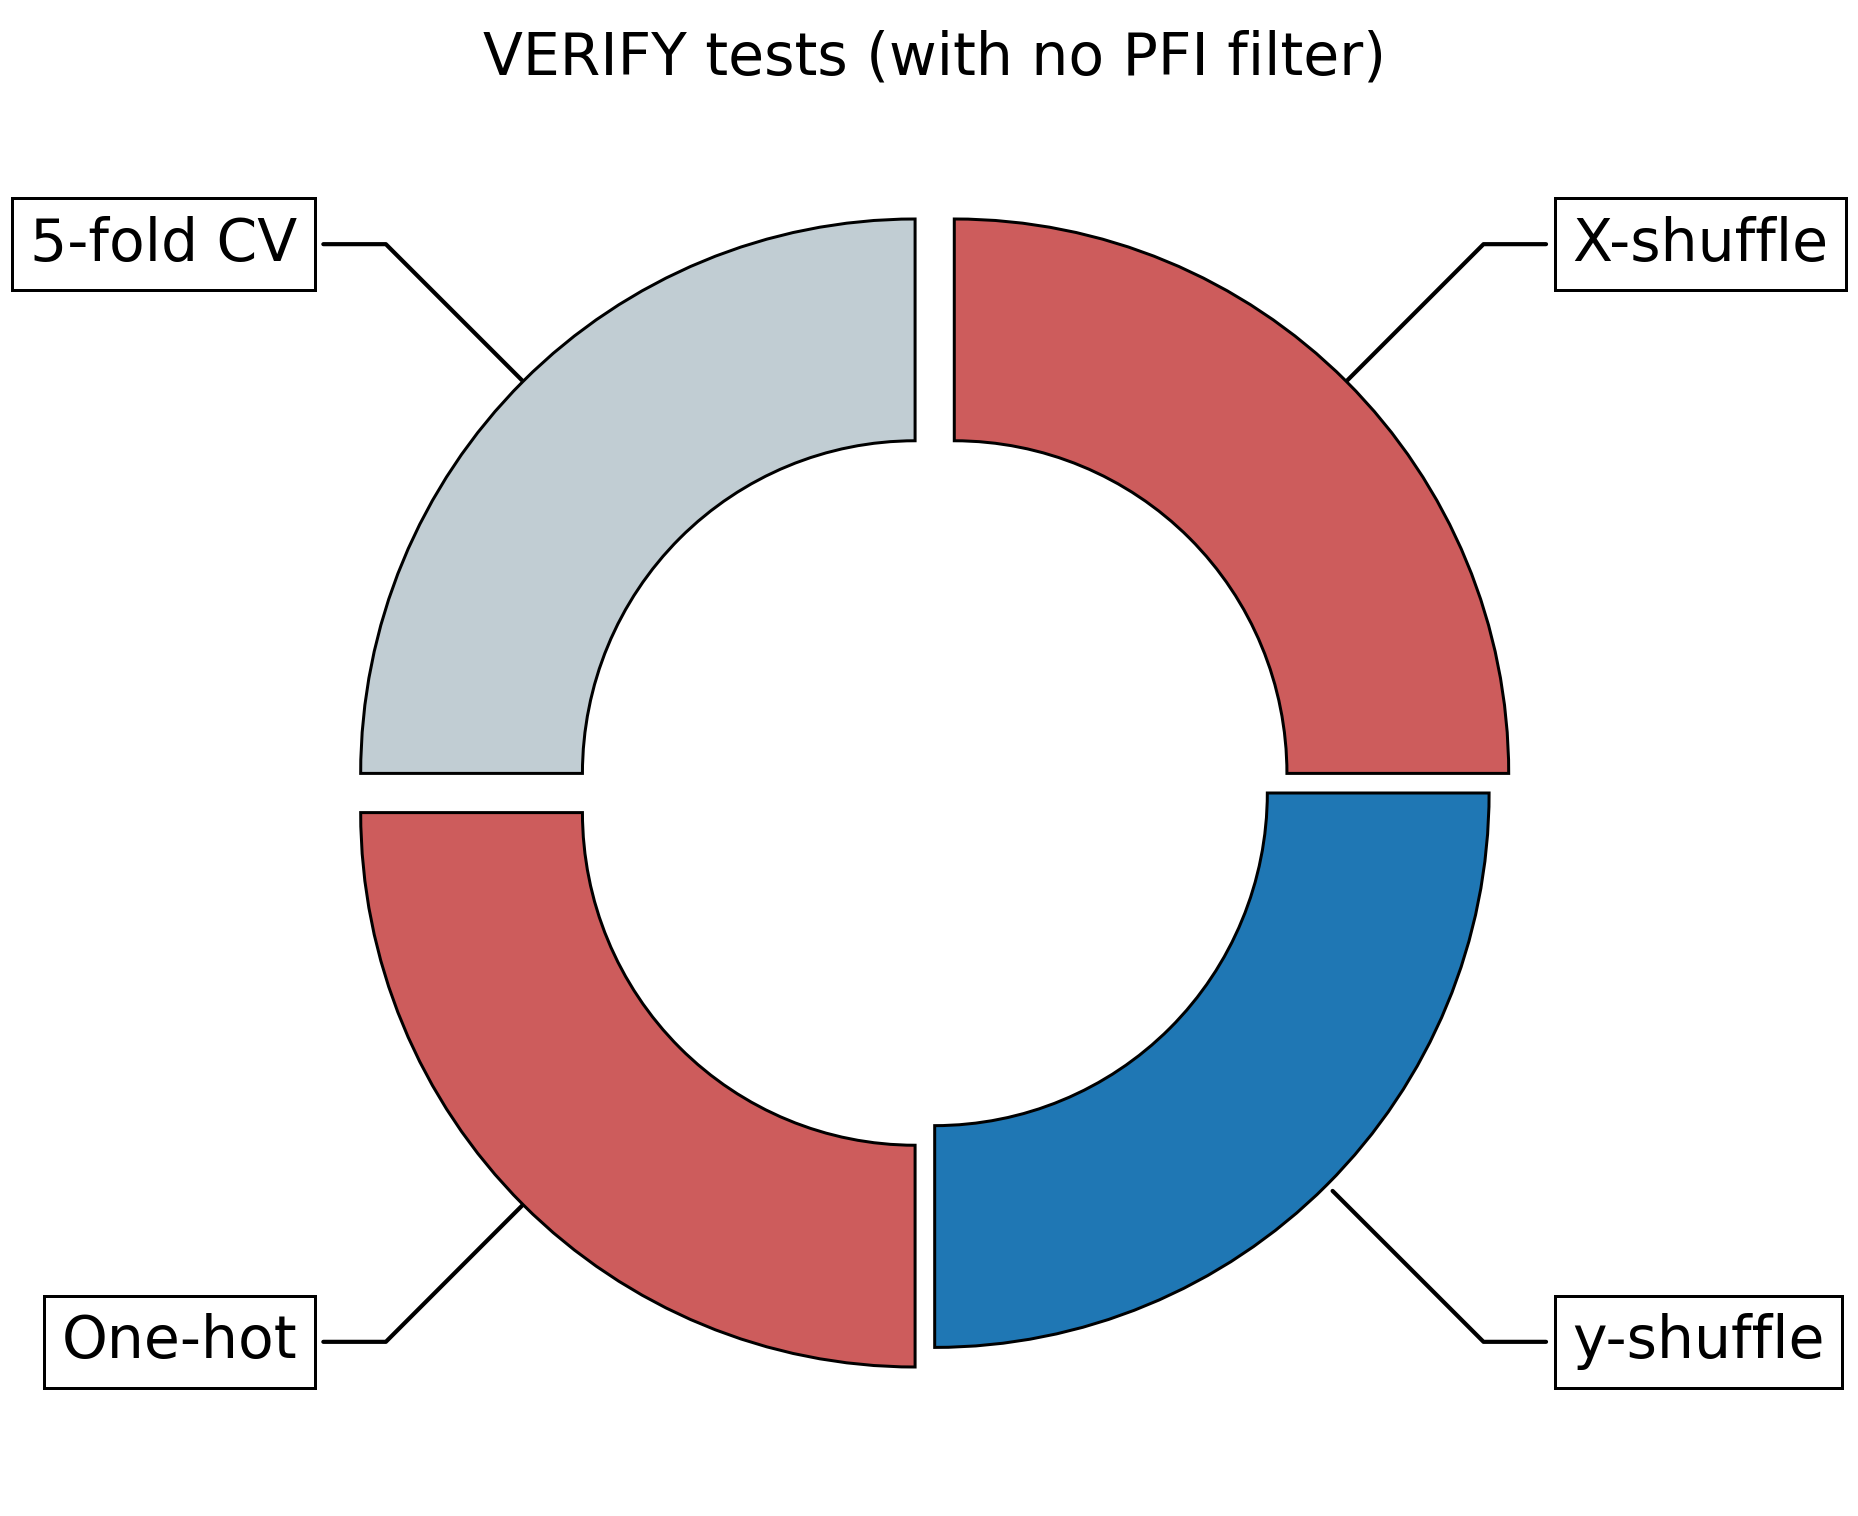 VERIFY tests (with no PFI filter)
5-fold CV
X-shuffle
One-hot
y-shuffle